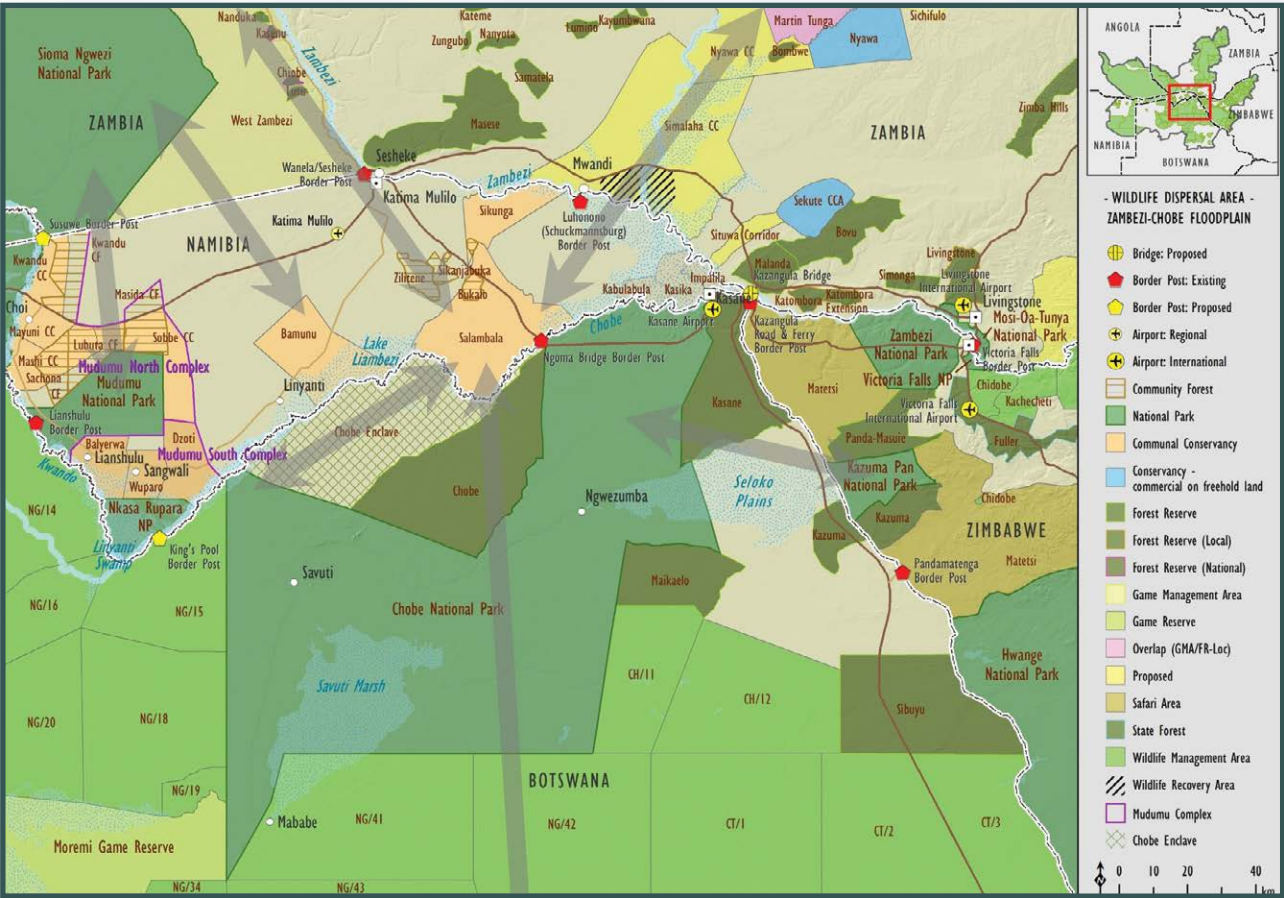 Nanduka
Kasenu
Kateme
Kayumbwana
Lumino
Nanyota
Zungubo
Martin Tunga
Sichifulo
Nyawa
Nyawa CC
Bombwe
Sioma Ngwezi
National Park
Zambezi
Samatela
Zimba Hills
ZAMBIA
West Zambezi
Masese
Simalaha CC
ZAMBIA
Wanela/Sesheke
Border Post
Sesheke
Mwandi
Zambezi
Katima Mulilo
Sekute CCA
Susuwe Border Post
Katima Mulilo
Sikunga
Luhonono
(Schuckmannsburg)
Border Post
Situwa Corridor
Bovu
Kwandu
CF
NAMIBIA
Kwandu
CC
Zilitene
Sikanjabuka
Bukalo
Malanda
Kazangula Bridge
Simonga
Livingstone
Livingstone
International Airport
Masida CF
Impalila
Kabulabula
Kasika
Kasane
Katombora
Katombora
Extension
Livingstone
Choi
Kasane Airport
Mosi-Oa-Tunya
National Park
Mayuni CC
Lubuta CF
Sobbe CC
Bamunu
Lake
Liambezi
Salambala
Chobe
Kazangula
Road & Ferry
Border Post
Zambezi
National Park
Victoria Falls
Border Post
Mashi CC
Mudumu North Complex
Ngoma Bridge Border Post
Sachona
CF
Mudumu
National Park
Linyanti
Matetsi
Victoria Falls NP
Chidobe
Kachecheti
Lianshulu
Border Post
Kasane
Victoria Falls
International Airport
Chobe Enclave
Balyerwa
Dzoti
Panda-Masuie
Fuller
Lianshulu
Mudumu South Complex
Kwando
Sangwali
Wuparo
Kazuma Pan
National Park
Chobe
Seloko
Plains
Ngwezumba
NG/14
Nkasa Rupara
NP
Chidobe
Kazuma
Kazuma
ZIMBABWE
Linyanti
Swamp
King's Pool
Border Post
Matetsi
Pandamatenga
Border Post
Savuti
Maikaelo
NG/16
NG/15
Chobe National Park
Hwange
National Park
CH/11
Savuti Marsh
CH/12
Sibuyu
NG/20
NG/18
BOTSWANA
NG/19
Mababe
NG/41
NG/42
CT/1
CT/2
CT/3
Moremi Game Reserve
NG/34
NG/43
ANGOLA
ZAMBIA
ZIMBABWE
NAMIBIA
BOTSWANA
- WILDLIFE DISPERSAL AREA -
ZAMBEZI-CHOBE FLOODPLAIN
Bridge: Proposed
Border Post: Existing
Border Post: Proposed
Airport: Regional
Airport: International
Community Forest
National Park
Communal Conservancy
Conservancy -
commercial on freehold land
Forest Reserve
Forest Reserve (Local)
Forest Reserve (National)
Game Management Area
Game Reserve
Overlap (GMA/FR-Loc)
Proposed
Safari Area
State Forest
Wildlife Management Area
Wildlife Recovery Area
Mudumu Complex
Chobe Enclave
N
0 10 20 40
km